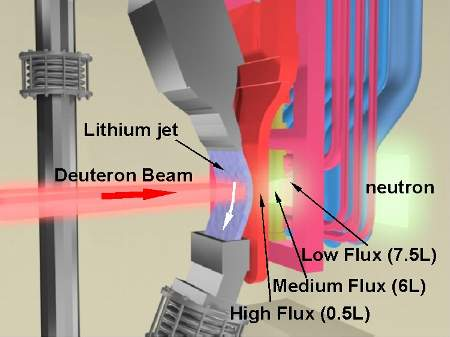 Lithium jet
Deuteron Beam
neutron
Low Flux (7.5L)
Medium Flux (6L)
High Flux (0.5L)